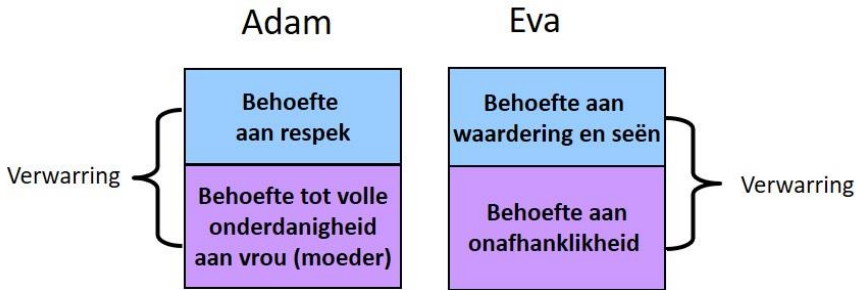 Adam
Eva
Behoefte
aan respek
Behoefte tot volle
onderdanigheid
aan vrou (moeder)
Verwarring
Behoefte aan
waardering en seën
Behoefte aan
onafhanklikheid
Verwarring